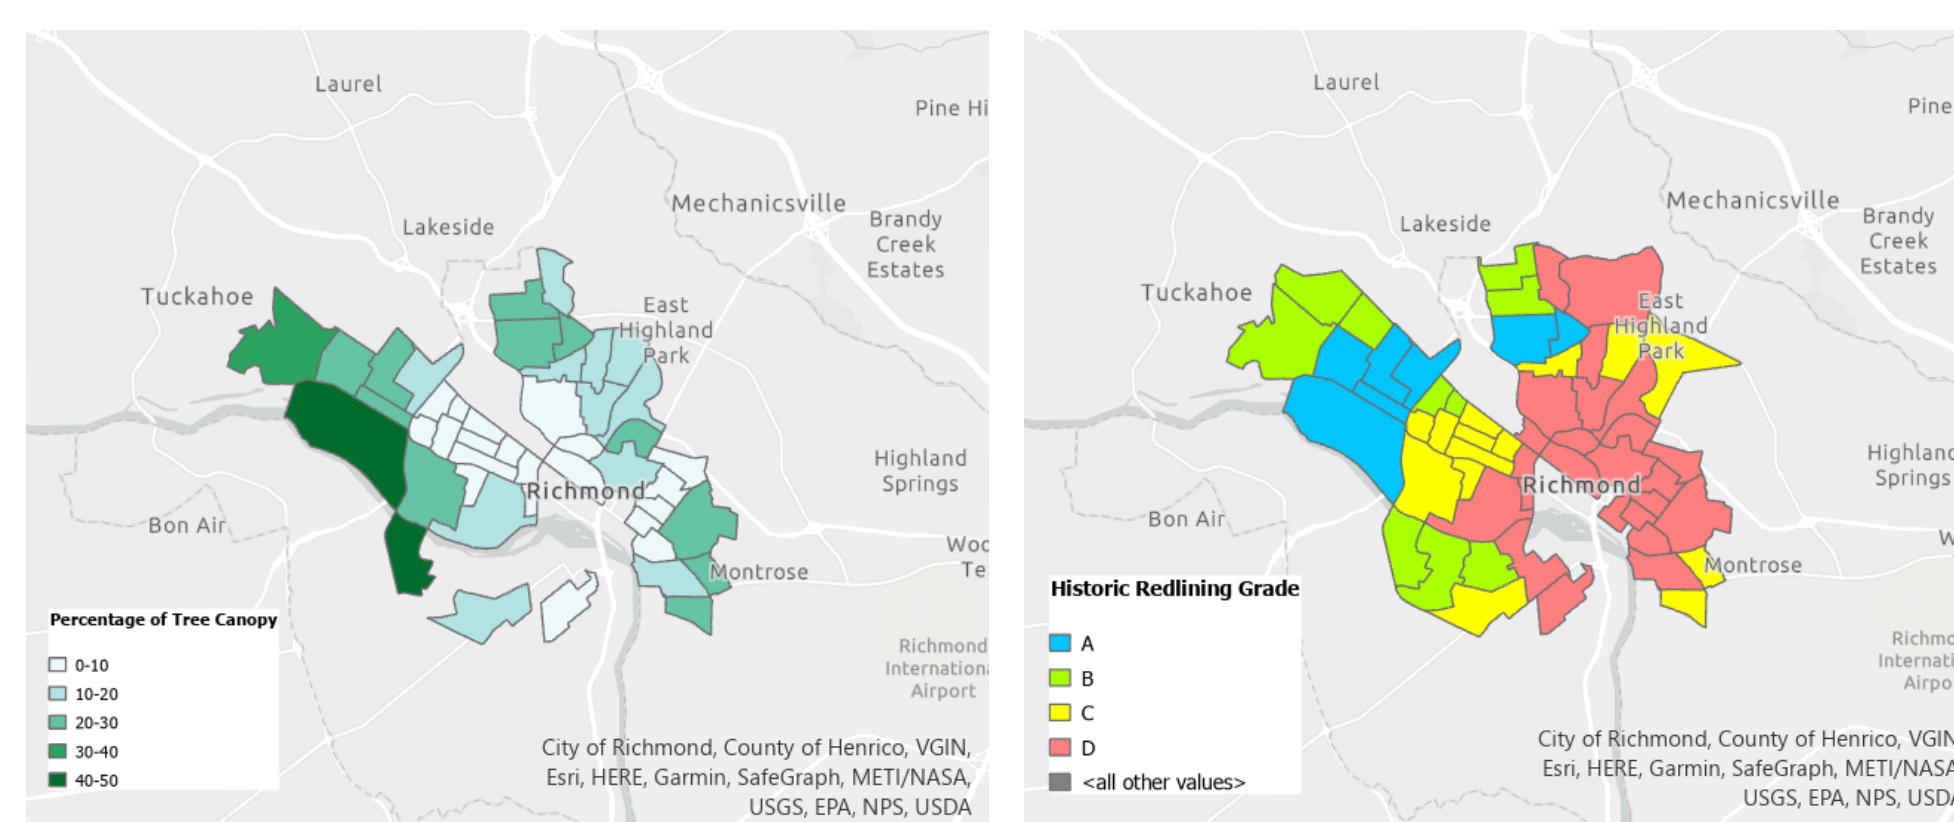 Laurel
Pine Hi
Mechanicsville
Lakeside
Brandy
Creek
Estates
Tuckahoe
East
Highland
Park
Highland
Springs
Richmond
Bon Air
Woo
Te
Montrose
Percentage of Tree Canopy
0-10
10-20
20-30
30-40
40-50
Richmond
Internationa
Airport
City of Richmond, County of Henrico, VGIN,
Esri, HERE, Garmin, SafeGraph, METI/NASA,
USGS, EPA, NPS, USDA
Laurel
Pine
Mechanicsville
Lakeside
Brandy
Creek
Estates
Tuckahoe
East
Highland
Park
Highland
Springs
Richmond
Bon Air
W
Te
Montrose
Historic Redlining Grade
A
B
C
D
<all other values>
Richmo
Internati
Airpo
City of Richmond, County of Henrico, VGIN
Esri, HERE, Garmin, SafeGraph, METI/NASA
USGS, EPA, NPS, USDA